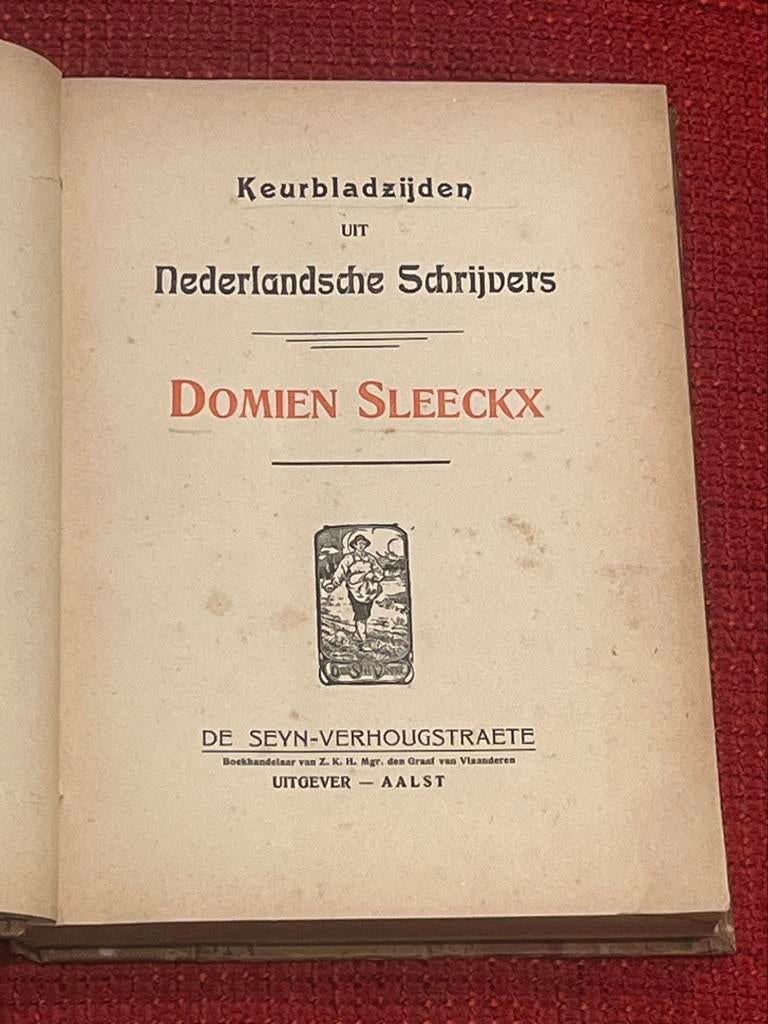 Keurbladzijden
UIT
Nederlandsche Schrijvers
DOMIEN SLEECKX
DE SEYN-VERHOUGSTRAETE
Boekhandelaar van Z. K. H. Mgr. den Graaf van Vlaanderen
UITGEVER — AALST